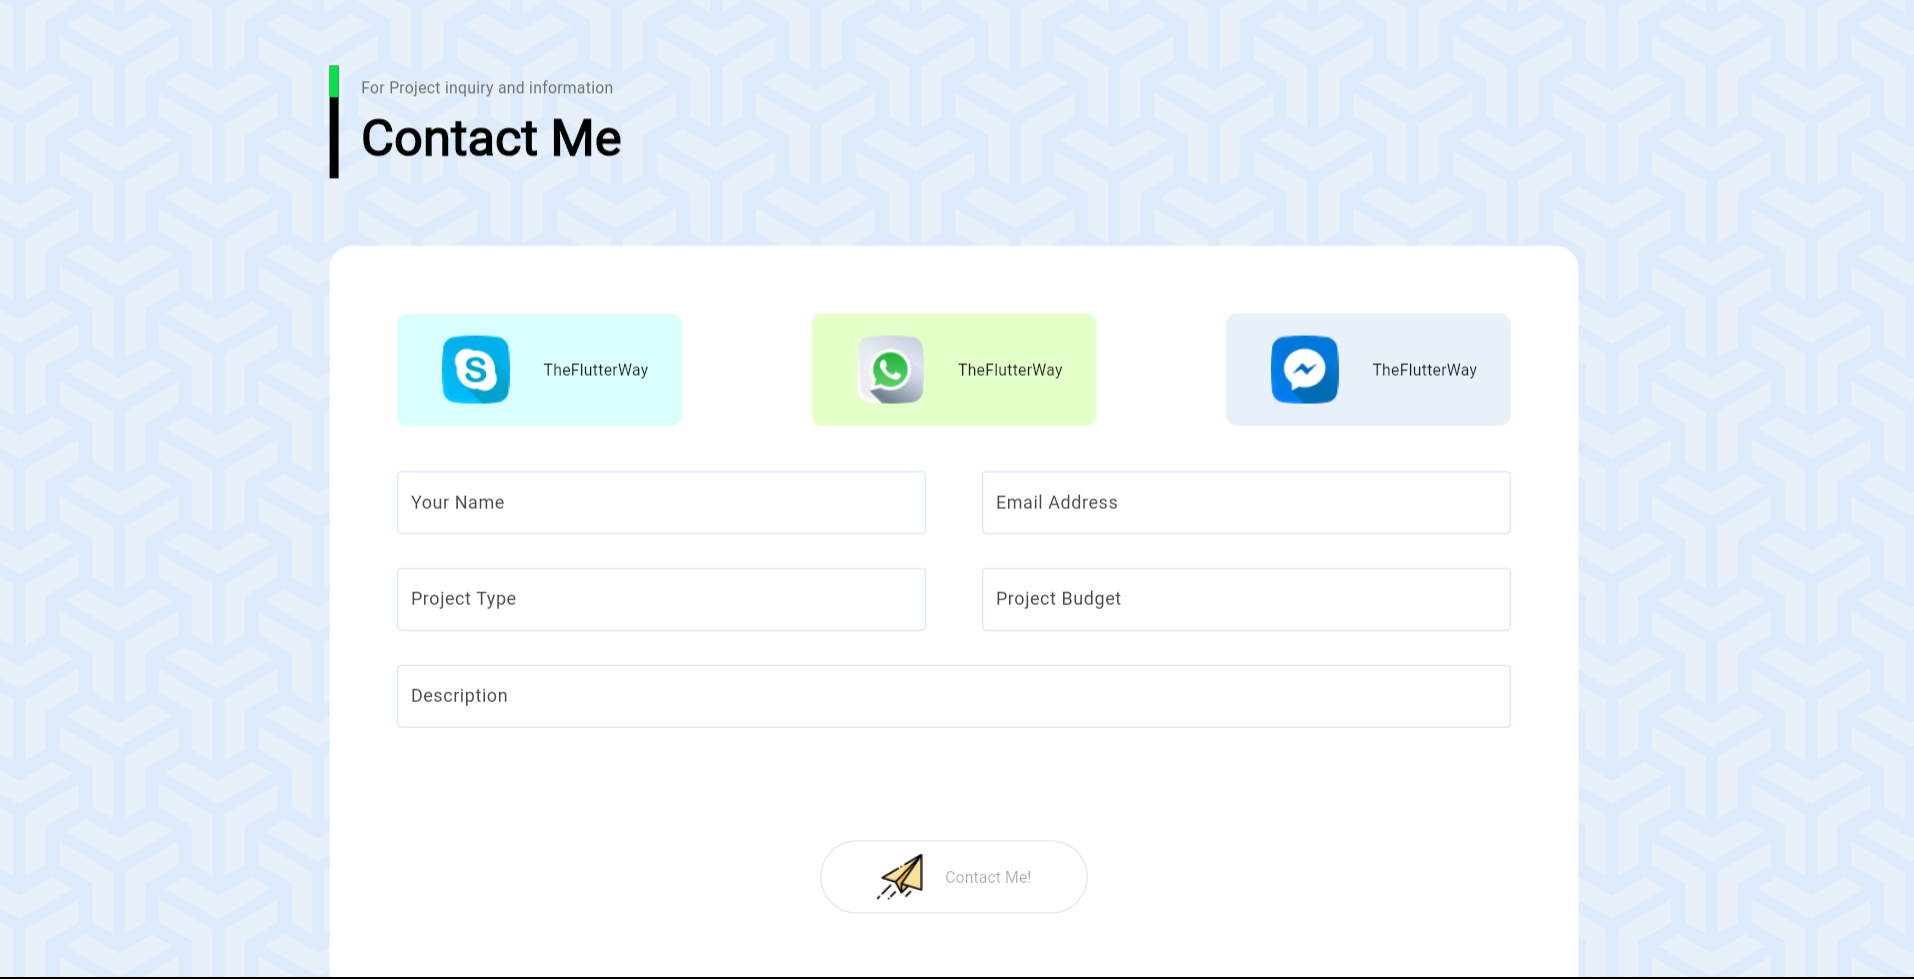 For Project inquiry and information
Contact Me
TheFlutterWay
TheFlutterWay
TheFlutterWay
Your Name
Email Address
Project Type
Project Budget
Description
Contact Me!